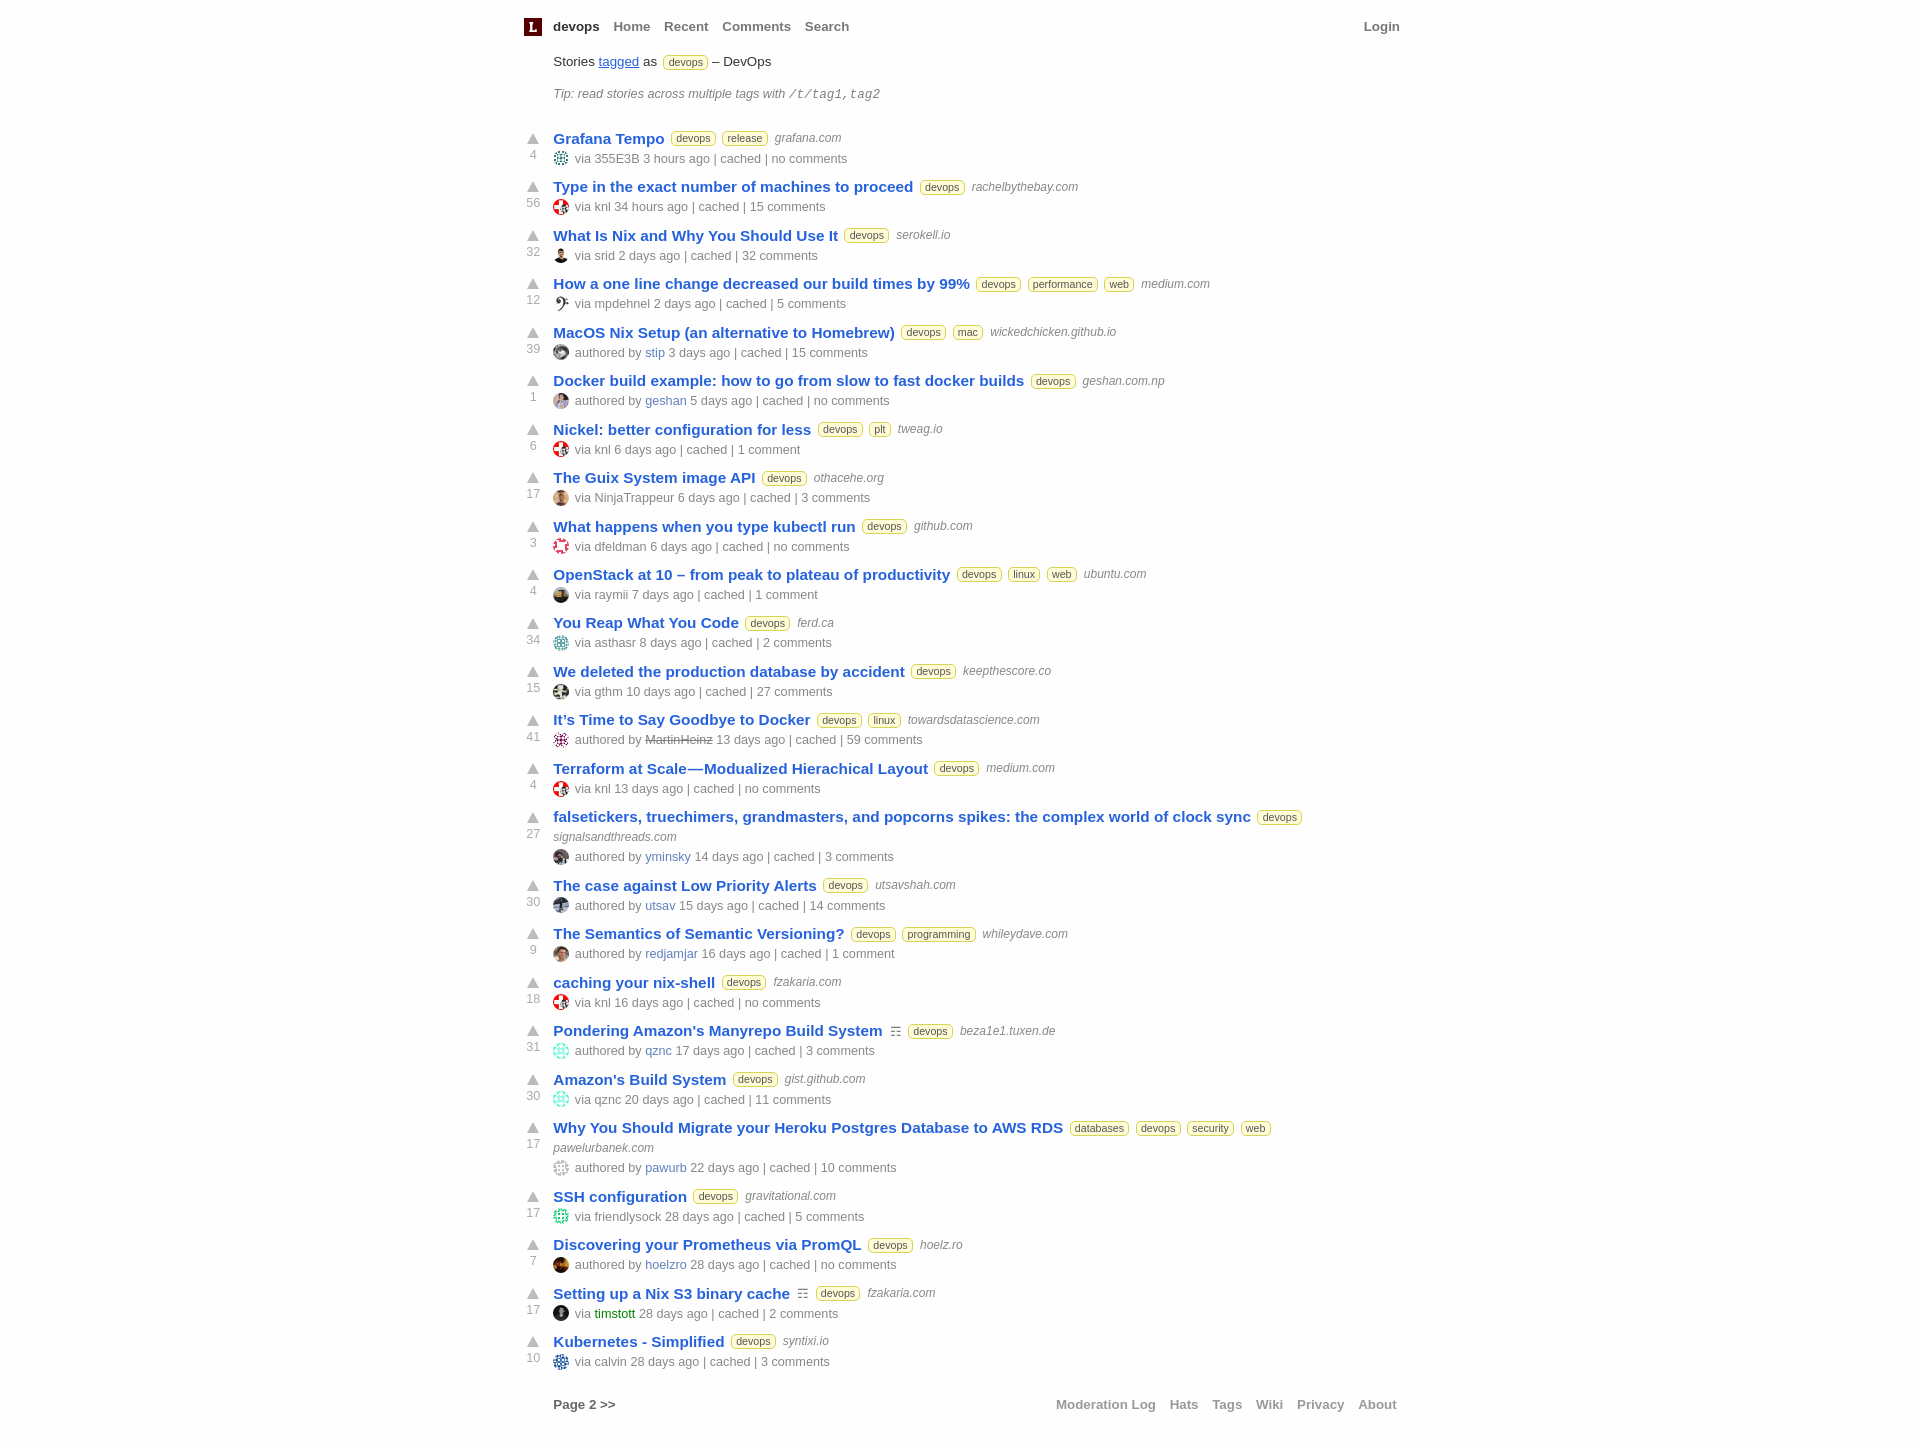 L devops Home Recent Comments Search Login
Stories tagged as devops – DevOps
Tip: read stories across multiple tags with /t/tag1,tag2
Grafana Tempo devops release grafana.com
4 via 355E3B 3 hours ago | cached | no comments
Type in the exact number of machines to proceed devops rachelbythebay.com
56 via knl 34 hours ago | cached | 15 comments
What Is Nix and Why You Should Use It devops serokell.io
32 via srid 2 days ago | cached | 32 comments
How a one line change decreased our build times by 99% devops performance web medium.com
12 via mpdehnel 2 days ago | cached | 5 comments
MacOS Nix Setup (an alternative to Homebrew) devops mac wickedchicken.github.io
39 authored by stip 3 days ago | cached | 15 comments
Docker build example: how to go from slow to fast docker builds devops geshan.com.np
1 authored by geshan 5 days ago | cached | no comments
Nickel: better configuration for less devops plt tweag.io
6 via knl 6 days ago | cached | 1 comment
The Guix System image API devops othacehe.org
17 via NinjaTrappeur 6 days ago | cached | 3 comments
What happens when you type kubectl run devops github.com
3 via dfeldman 6 days ago | cached | no comments
OpenStack at 10 – from peak to plateau of productivity devops linux web ubuntu.com
4 via raymii 7 days ago | cached | 1 comment
You Reap What You Code devops ferd.ca
34 via asthasr 8 days ago | cached | 2 comments
We deleted the production database by accident devops keepthescore.co
15 via gthm 10 days ago | cached | 27 comments
It’s Time to Say Goodbye to Docker devops linux towardsdatascience.com
41 authored by MartinHeinz 13 days ago | cached | 59 comments
Terraform at Scale — Modualized Hierachical Layout devops medium.com
4 via knl 13 days ago | cached | no comments
falsetickers, truechimers, grandmasters, and popcorns spikes: the complex world of clock sync devops
27 signalsandthreads.com
authored by yminsky 14 days ago | cached | 3 comments
The case against Low Priority Alerts devops utsavshah.com
30 authored by utsav 15 days ago | cached | 14 comments
The Semantics of Semantic Versioning? devops programming whileydave.com
9 authored by redjamjar 16 days ago | cached | 1 comment
caching your nix-shell devops fzakaria.com
18 via knl 16 days ago | cached | no comments
Pondering Amazon's Manyrepo Build System ☶ devops beza1e1.tuxen.de
31 authored by qznc 17 days ago | cached | 3 comments
Amazon's Build System devops gist.github.com
30 via qznc 20 days ago | cached | 11 comments
Why You Should Migrate your Heroku Postgres Database to AWS RDS databases devops security web
17 pawelurbanek.com
authored by pawurb 22 days ago | cached | 10 comments
SSH configuration devops gravitational.com
17 via friendlysock 28 days ago | cached | 5 comments
Discovering your Prometheus via PromQL devops hoelz.ro
7 authored by hoelzro 28 days ago | cached | no comments
Setting up a Nix S3 binary cache ☶ devops fzakaria.com
17 via timstott 28 days ago | cached | 2 comments
Kubernetes - Simplified devops syntixi.io
10 via calvin 28 days ago | cached | 3 comments
Page 2 >> Moderation Log Hats Tags Wiki Privacy About